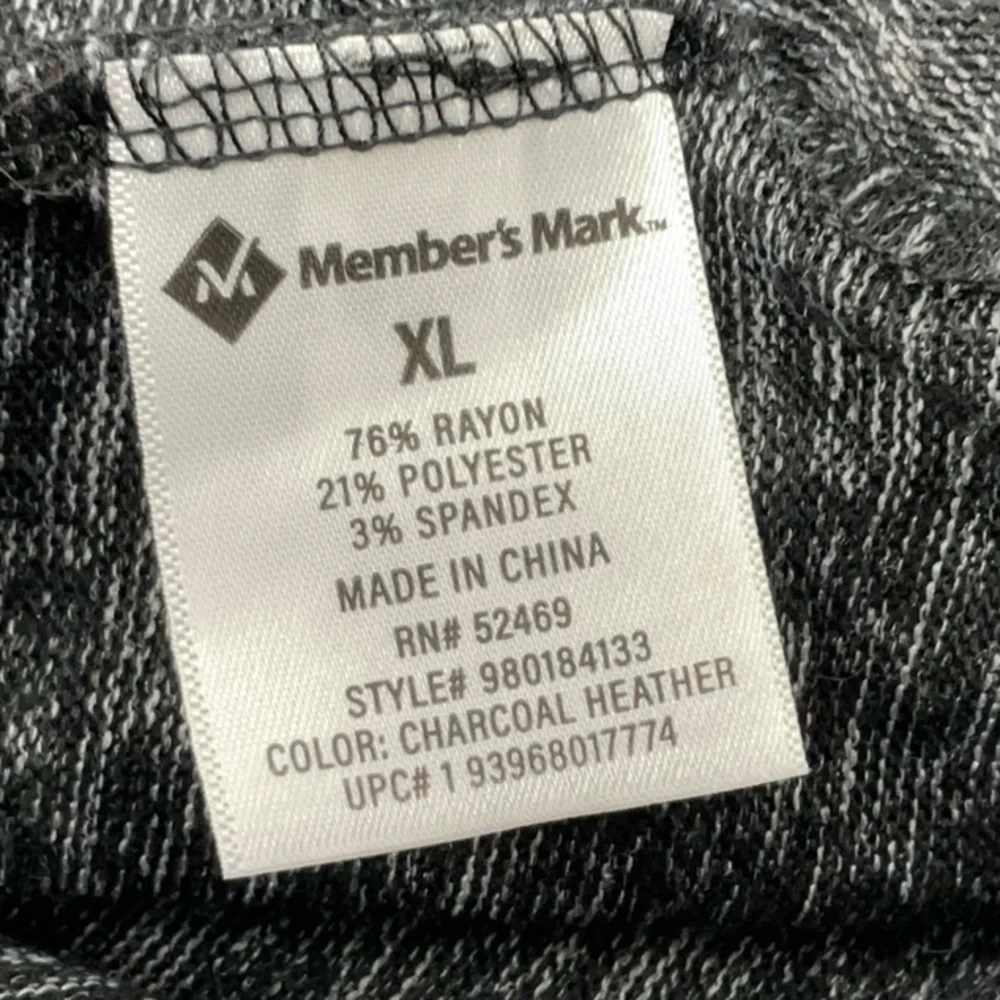 Member's Mark™
XL
76% RAYON
21% POLYESTER
3% SPANDEX
MADE IN CHINA
RN# 52469
STYLE# 980184133
COLOR: CHARCOAL HEATHER
UPC# 1 93968017774